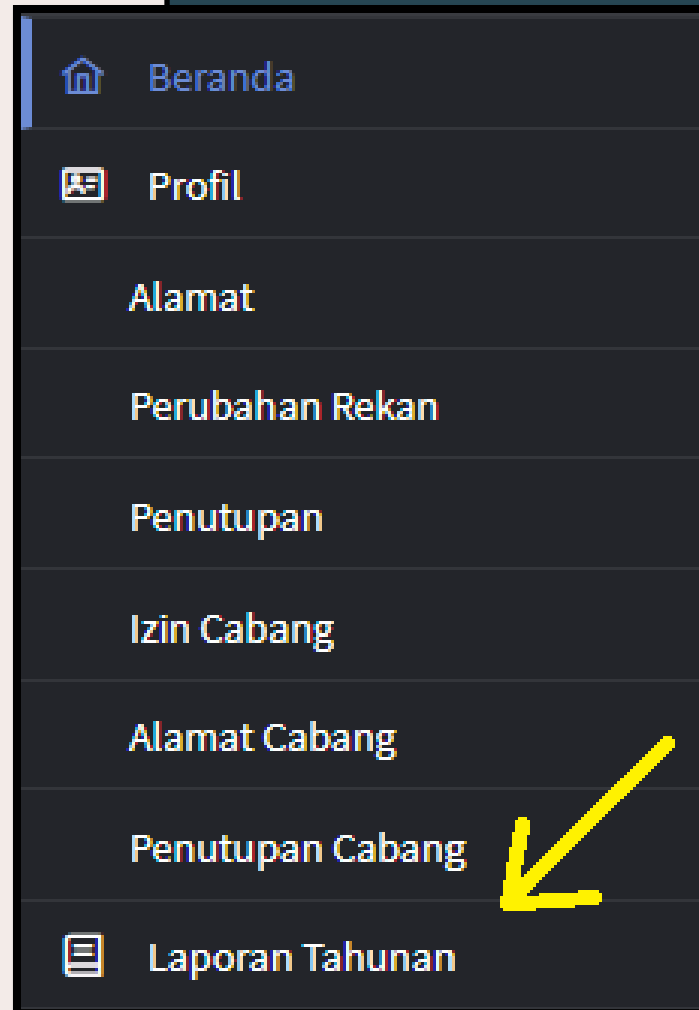 Beranda
Profil
Alamat
Perubahan Rekan
Penutupan
Izin Cabang
Alamat Cabang
Penutupan Cabang
Laporan Tahunan